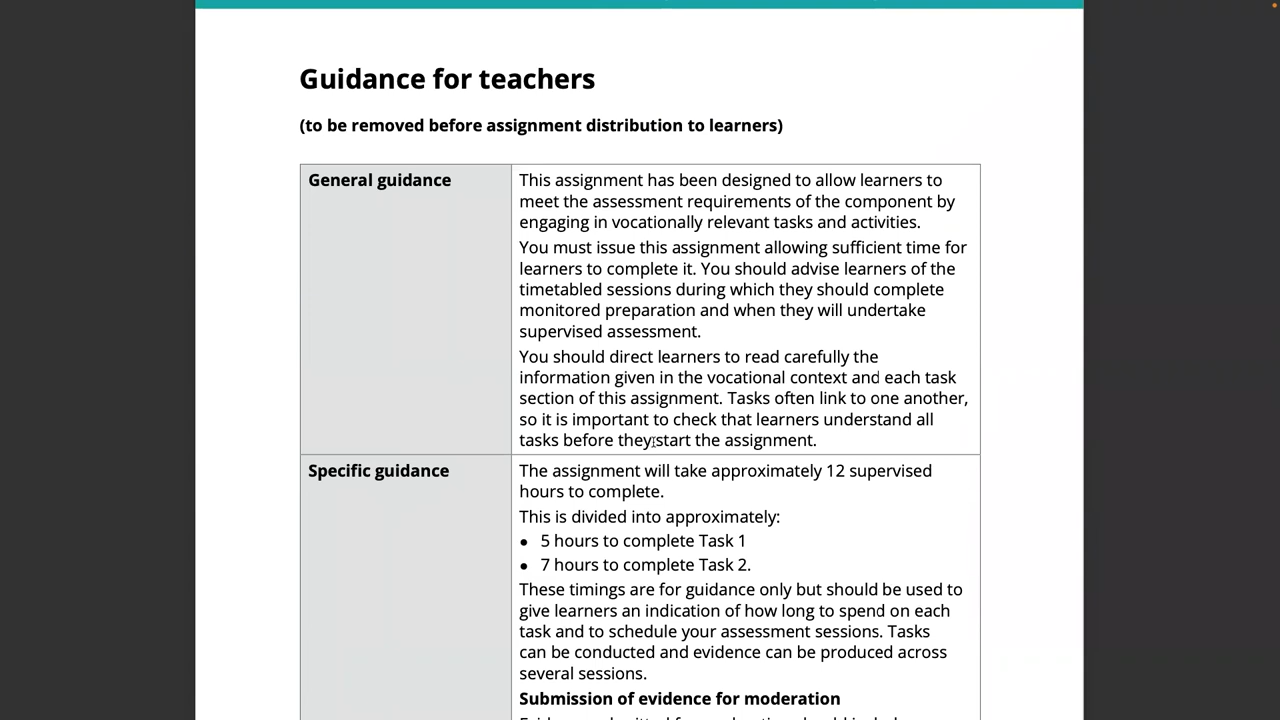 Guidance for teachers
(to be removed before assignment distribution to learners)
General guidance
This assignment has been designed to allow learners to
meet the assessment requirements of the component by
engaging in vocationally relevant tasks and activities.
You must issue this assignment allowing sufficient time for
learners to complete it. You should advise learners of the
timetabled sessions during which they should complete
monitored preparation and when they will undertake
supervised assessment.
You should direct learners to read carefully the
information given in the vocational context and each task
section of this assignment. Tasks often link to one another,
so it is important to check that learners understand all
tasks before they start the assignment.
Specific guidance
The assignment will take approximately 12 supervised
hours to complete.
This is divided into approximately:
• 5 hours to complete Task 1
• 7 hours to complete Task 2.
These timings are for guidance only but should be used to
give learners an indication of how long to spend on each
task and to schedule your assessment sessions. Tasks
can be conducted and evidence can be produced across
several sessions.
Submission of evidence for moderation